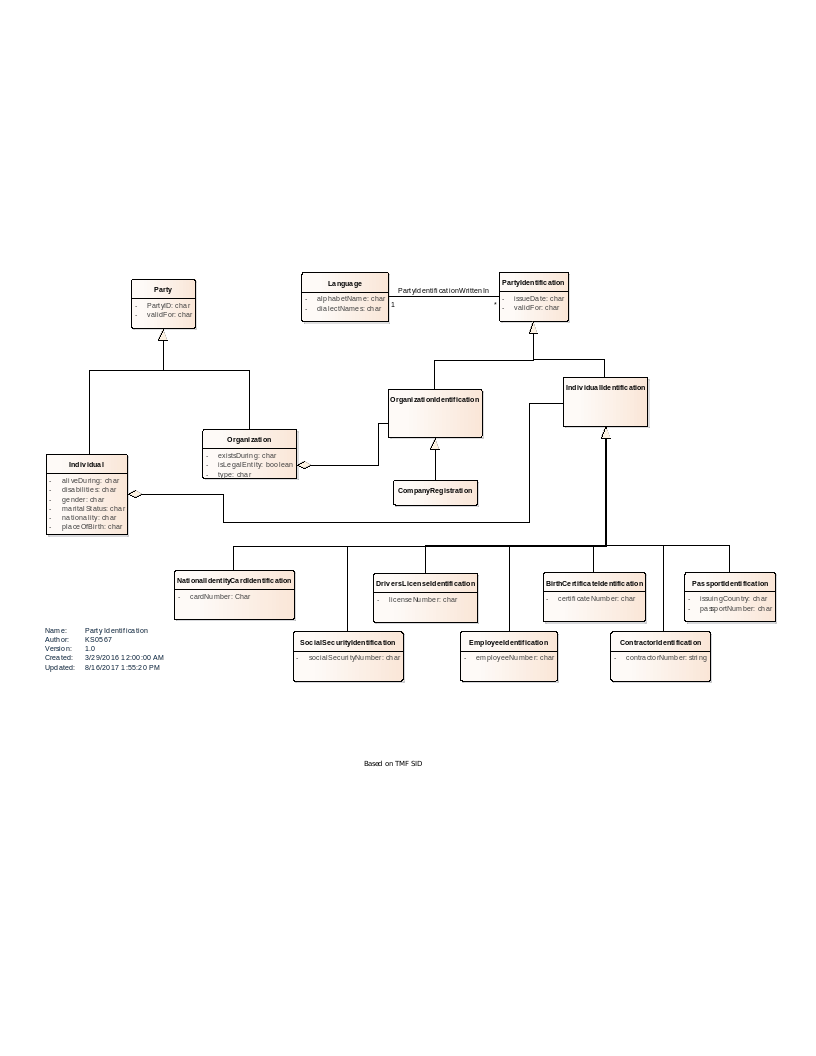 Party
- PartyID: char
- validFor: char
Language
- alphabetName: char
- dialectNames: char
PartyIdentificationWrittenIn
1
*
PartyIdentification
- issueDate: char
- validFor: char
OrganizationIdentification
IndividualIdentification
Organization
- existsDuring: char
- isLegalEntity: boolean
- type: char
Individual
- aliveDuring: char
- disabilities: char
- gender: char
- maritalStatus: char
- nationality: char
- placeOfBirth: char
CompanyRegistration
NationalIdentityCardIdentification
- cardNumber: Char
DriversLicenseIdentification
- licenseNumber: Char
BirthCertificateIdentification
- certificateNumber: Char
PassportIdentification
- issuingCountry: char
- passportNumber: char
SocialSecurityIdentification
- socialSecurityNumber: char
EmployeeIdentification
- employeeNumber: char
ContractorIdentification
- contractorNumber: string
Name: Party Identification
Author: KS0567
Version: 1.0
Created: 3/29/2016 12:00:00 AM
Updated: 8/16/2017 1:55:20 PM
Based on TMF SID